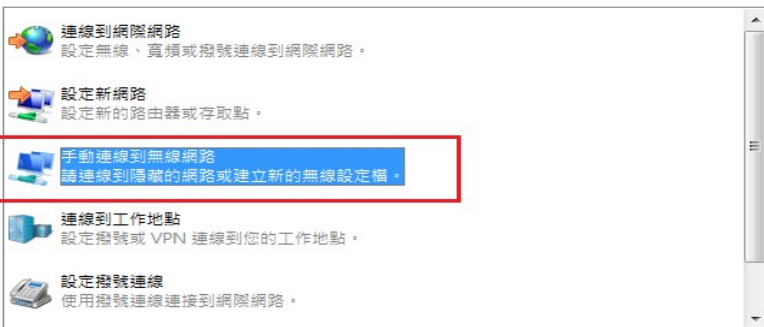 連線到網際網路
設定無線、寬頻或撥號連線到網際網路。
設定新網路
設定新的路由器或存取點。
手動連線到無線網路
請連線到隱藏的網路或建立新的無線設定檔。
連線到工作地點
設定撥號或 VPN 連線到您的工作地點。
設定撥號連線
使用撥號連線連接到網際網路。